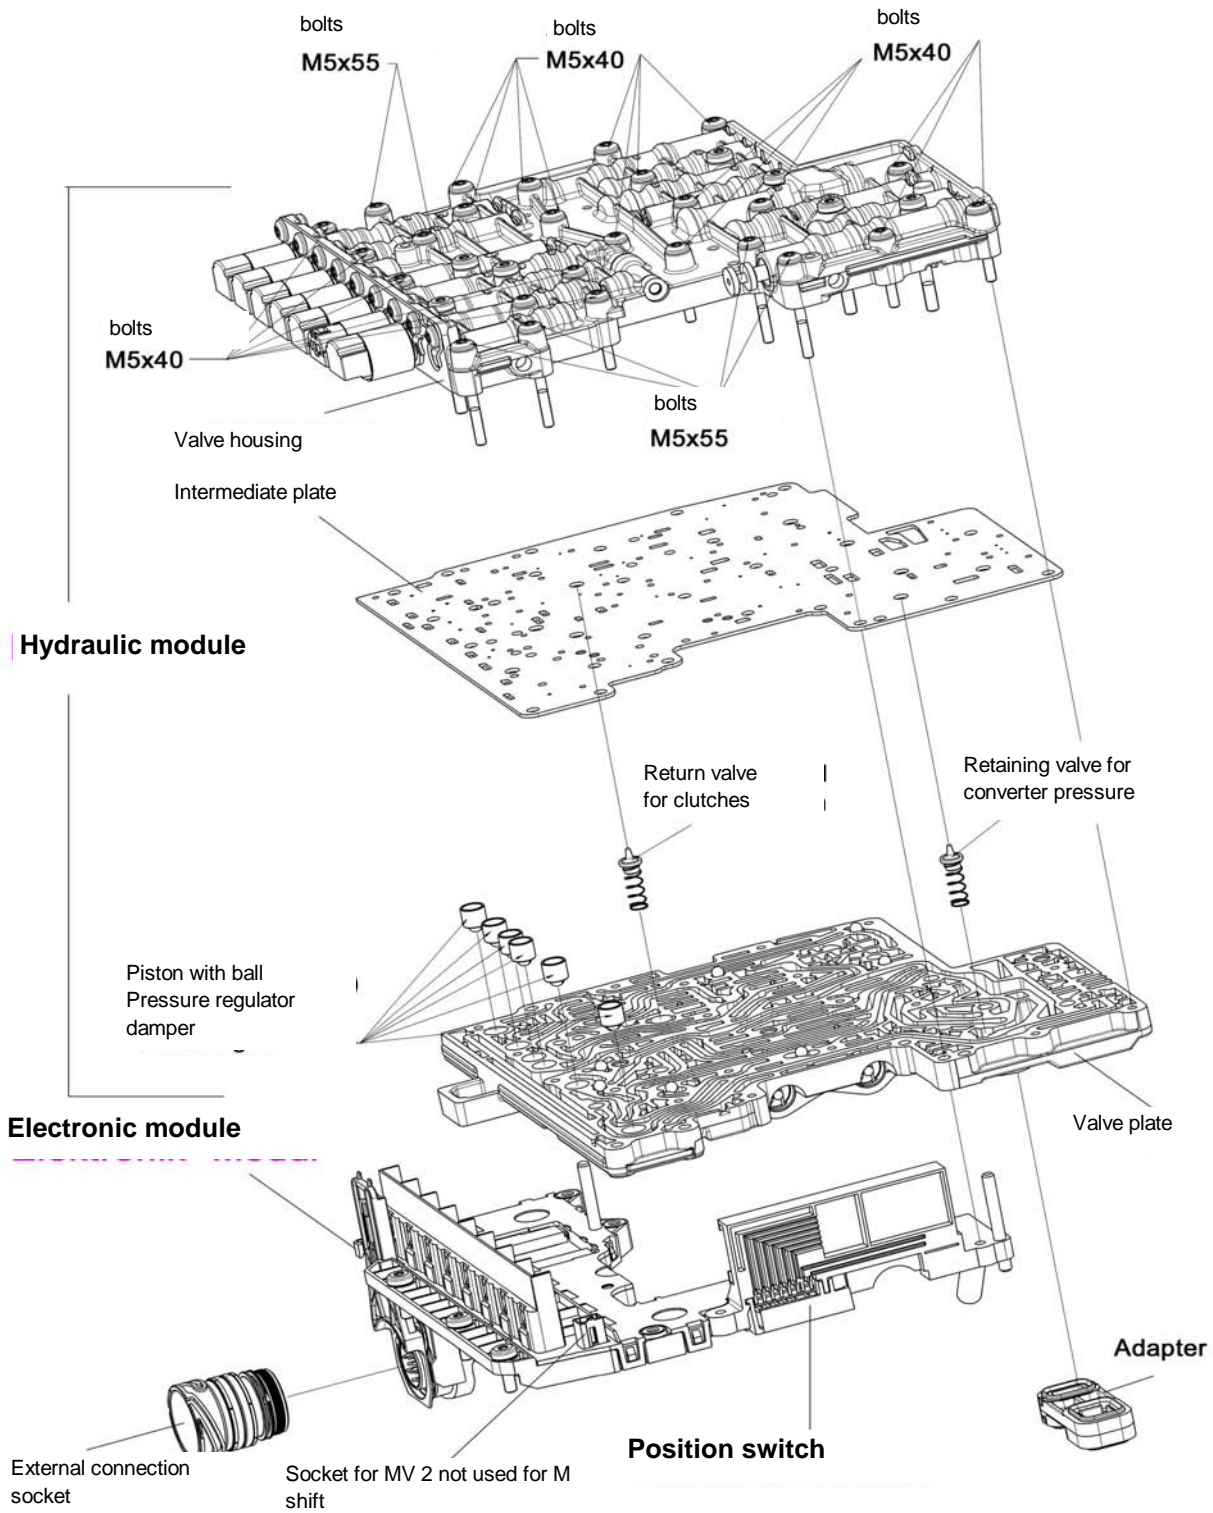 bolts
M5x55
bolts
M5x40
bolts
M5x40
bolts
M5x40
bolts
M5x55
Valve housing
Intermediate plate
Hydraulic module
Return valve
for clutches
Retaining valve for
converter pressure
Piston with ball
Pressure regulator
damper
Valve plate
Electronic module
Adapter
Position switch
External connection
socket
Socket for MV 2 not used for M
shift